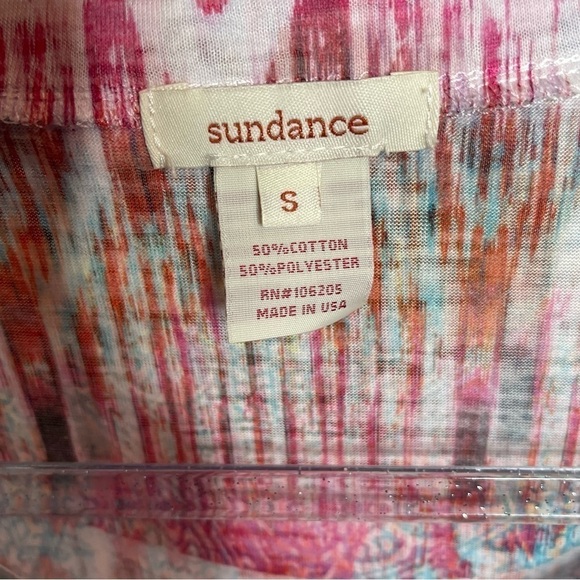 sundance
S
50%COTTON
50%POLYESTER
RN#106205
MADE IN USA